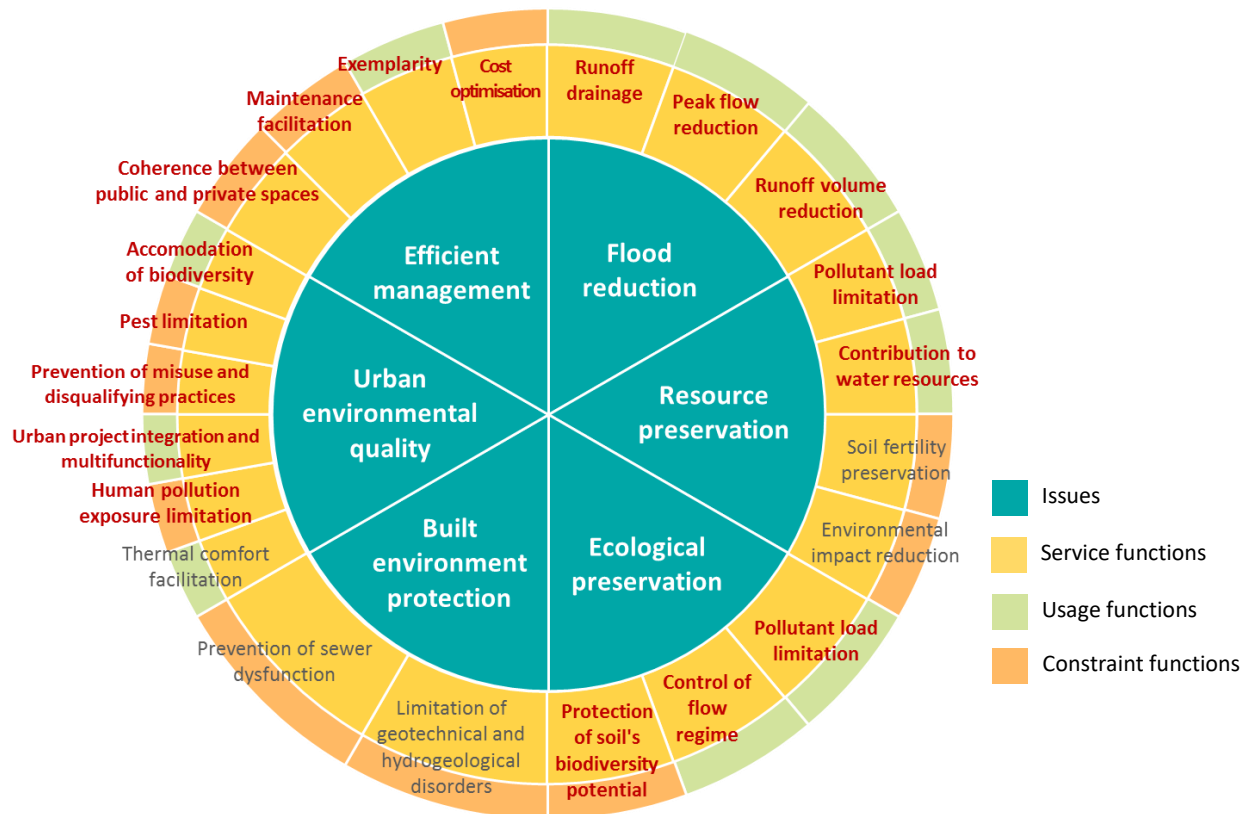 Exemplarity
Cost
optimisation
Runoff
drainage
Peak flow
reduction
Runoff volume
reduction
Pollutant load
limitation
Contribution to
water resources
Soil fertility
preservation
Environmental
impact reduction
Pollutant load
limitation
Control of
flow
regime
Protection
of soil's
biodiversity
potential
Limitation of
geotechnical and
hydrogeological
disorders
Prevention of sewer
dysfunction
Thermal comfort
facilitation
Human pollution
exposure limitation
Urban project integration and
multifunctionality
Prevention of misuse and
disqualifying practices
Pest limitation
Accomodation
of biodiversity
Coherence between
public and private spaces
Maintenance
facilitation
Efficient
management
Flood
reduction
Resource
preservation
Ecological
preservation
Built
environment
protection
Urban
environmental
quality
Issues
Service functions
Usage functions
Constraint functions